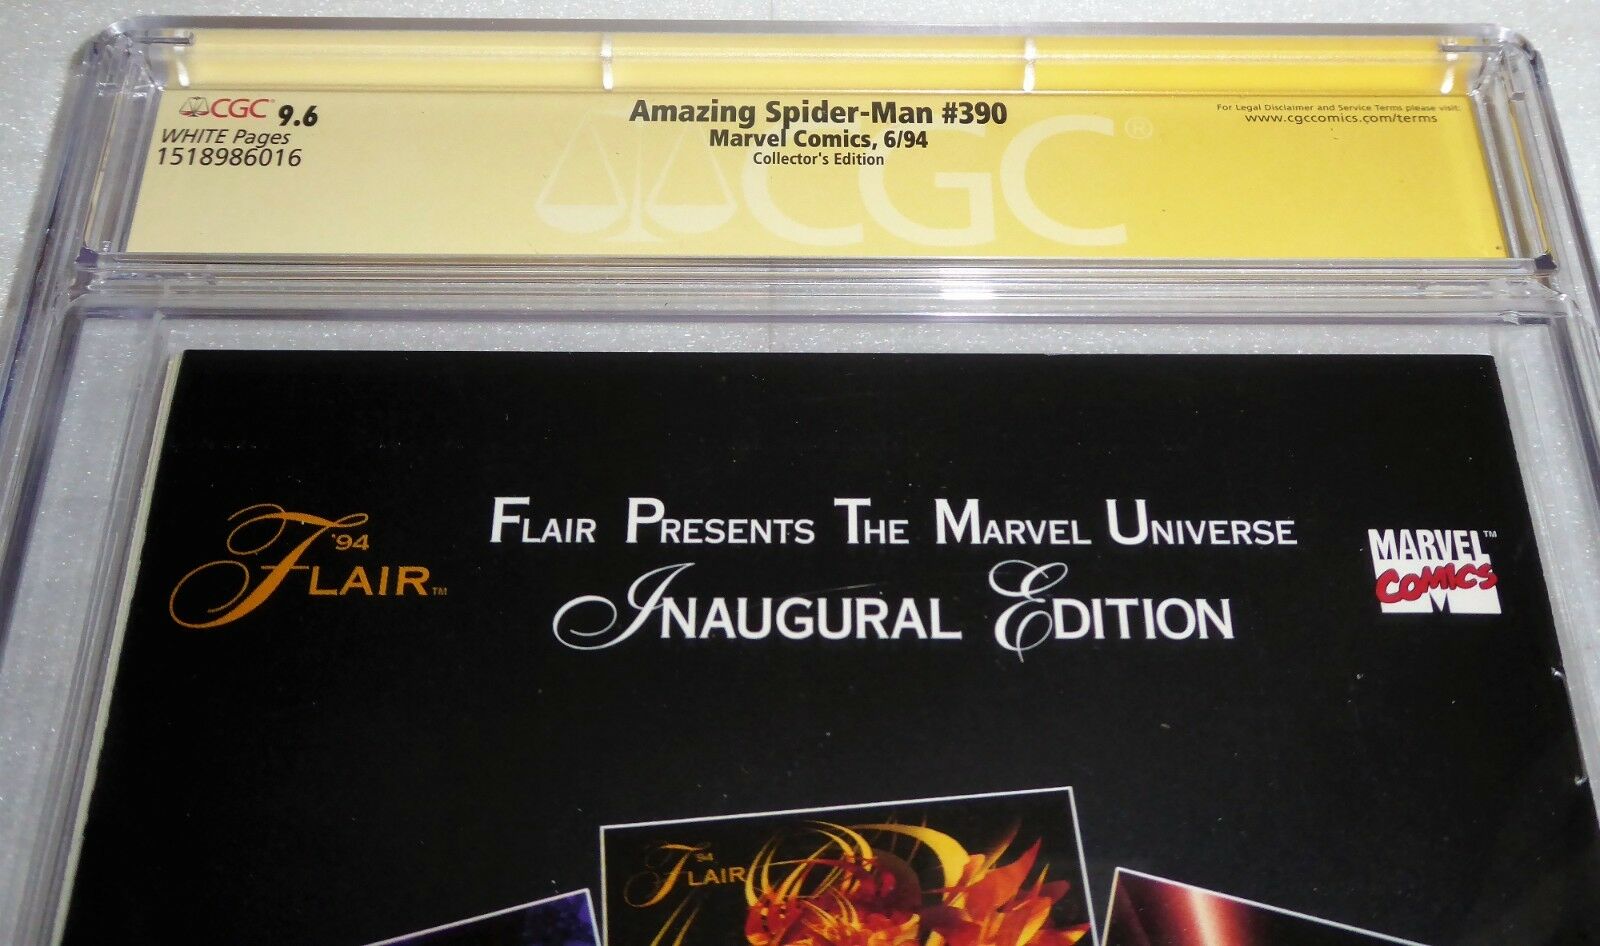 CGC® 9.6
WHITE Pages
1518986016
Amazing Spider-Man #390
Marvel Comics, 6/94
Collector's Edition
For Legal Disclaimer and Service Terms please visit:
www.cgccomics.com/terms
CGC®
'94
FLAIR™
FLAIR PRESENTS THE MARVEL UNIVERSE
INAUGURAL EDITION
MARVEL™
COMICS
'94
FLAIR